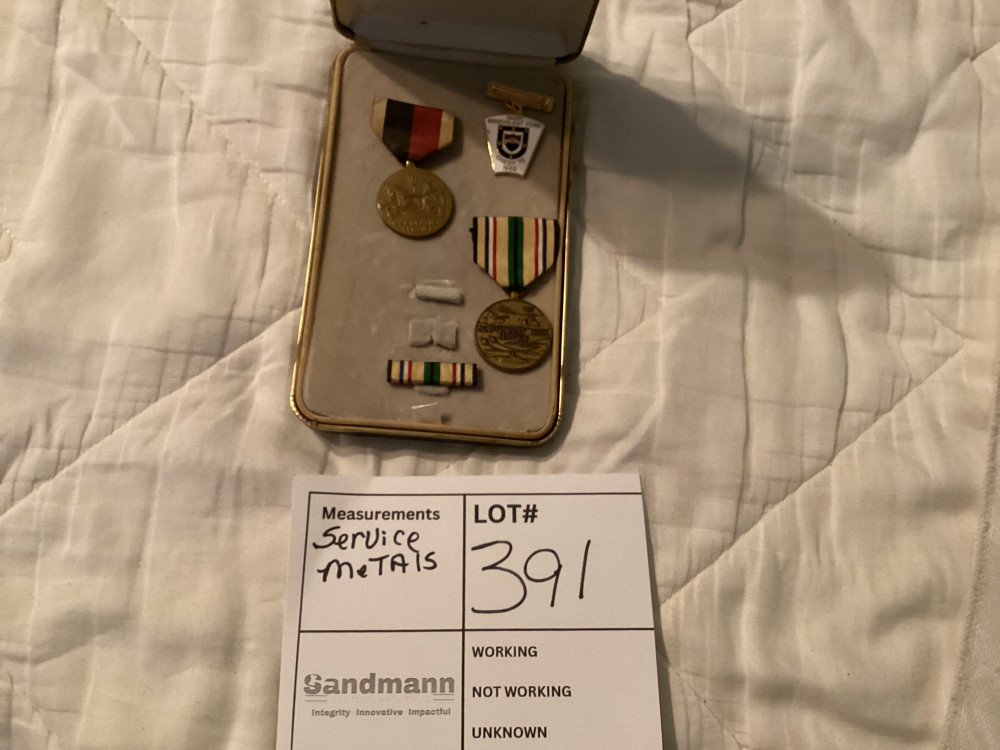 Measurements
Service
MeTAls
LOT#
391
WORKING
Sandmann
NOT WORKING
Integrity Innovative Impactful
UNKNOWN